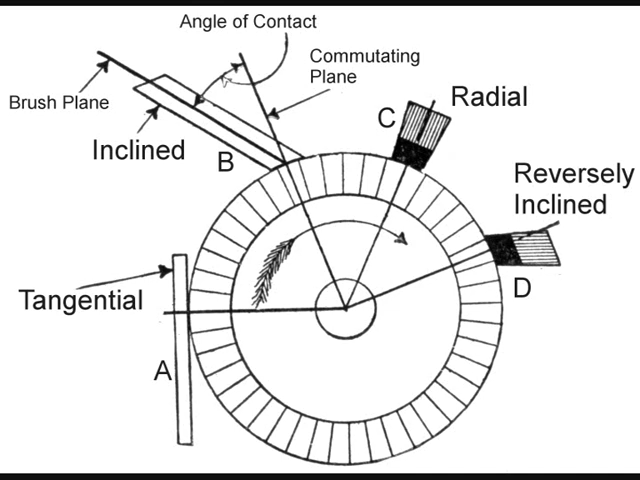 Angle of Contact
Commutating
Plane
Brush Plane
Inclined
B
C
Radial
Reversely
Inclined
D
Tangential
A